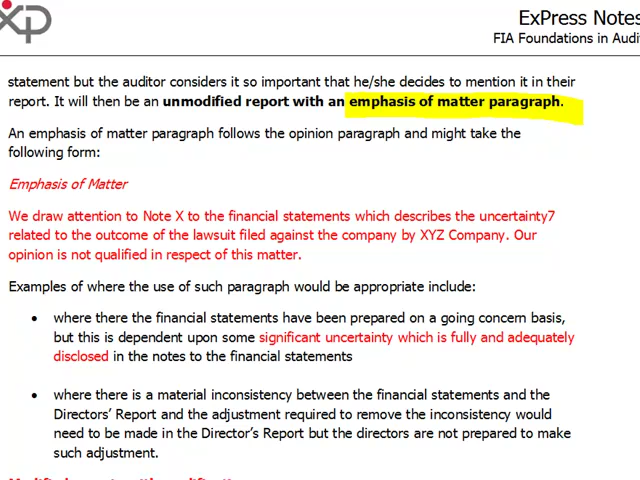 XP
ExPress Notes
FIA Foundations in Audit
statement but the auditor considers it so important that he/she decides to mention it in their
report. It will then be an unmodified report with an emphasis of matter paragraph.
An emphasis of matter paragraph follows the opinion paragraph and might take the
following form:
Emphasis of Matter
We draw attention to Note X to the financial statements which describes the uncertainty7
related to the outcome of the lawsuit filed against the company by XYZ Company. Our
opinion is not qualified in respect of this matter.
Examples of where the use of such paragraph would be appropriate include:
• where there the financial statements have been prepared on a going concern basis,
but this is dependent upon some significant uncertainty which is fully and adequately
disclosed in the notes to the financial statements
• where there is a material inconsistency between the financial statements and the
Directors' Report and the adjustment required to remove the inconsistency would
need to be made in the Director's Report but the directors are not prepared to make
such adjustment.